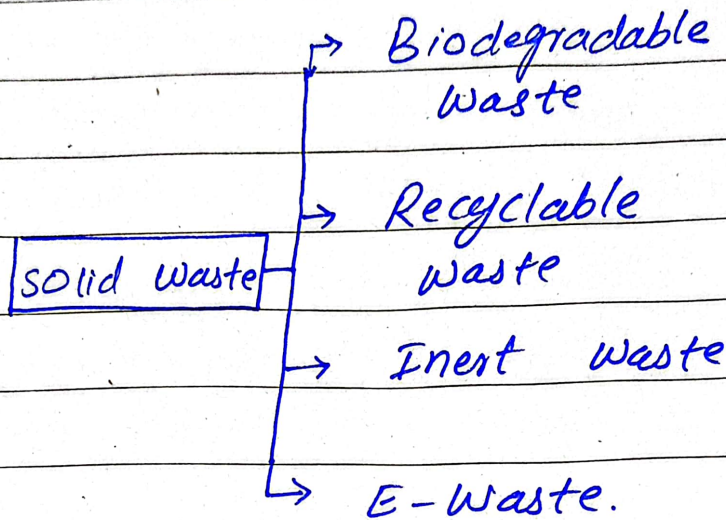 Biodegradable
Waste
Recyclable
Waste
Solid Waste
Inert Waste
E-Waste.